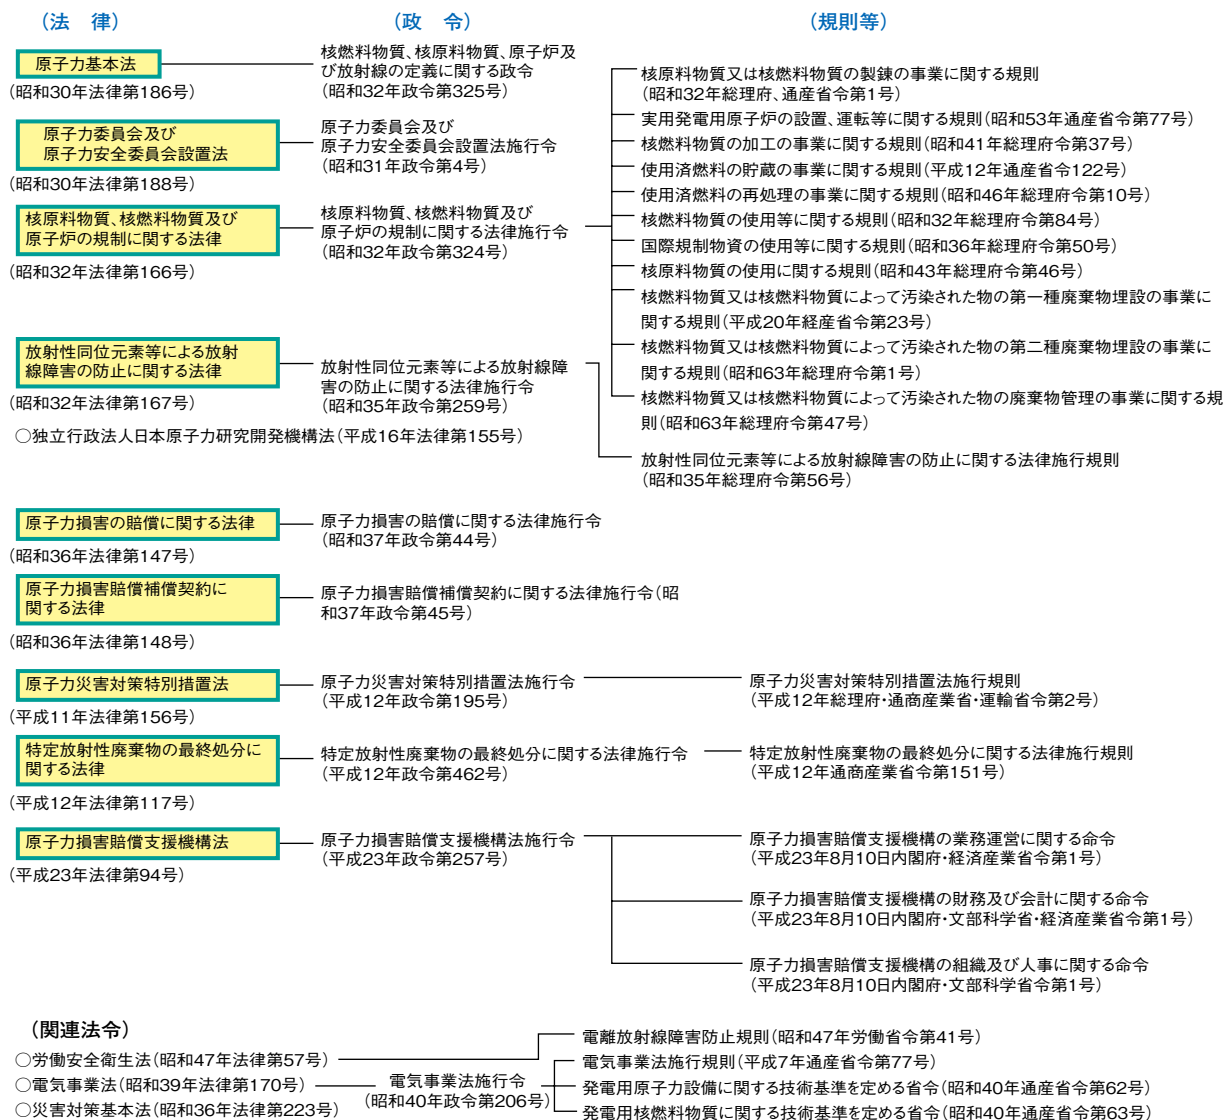 (法　律)
(政　令)
(規則等)
原子力基本法
(昭和30年法律第186号)
核燃料物質、核原料物質、原子炉及
び放射線の定義に関する政令
(昭和32年政令第325号)
原子力委員会及び
原子力安全委員会設置法
(昭和30年法律第188号)
原子力委員会及び
原子力安全委員会設置法施行令
(昭和31年政令第4号)
核原料物質、核燃料物質及び
原子炉の規制に関する法律
(昭和32年法律第166号)
核原料物質、核燃料物質及び
原子炉の規制に関する法律施行令
(昭和32年政令第324号)
核原料物質又は核燃料物質の製錬の事業に関する規則
(昭和32年総理府、通産省令第1号)
実用発電用原子炉の設置、運転等に関する規則(昭和53年通産省令第77号)
核燃料物質の加工の事業に関する規則(昭和41年総理府令第37号)
使用済燃料の貯蔵の事業に関する規則(平成12年通産省令122号)
使用済燃料の再処理の事業に関する規則(昭和46年総理府令第10号)
核燃料物質の使用等に関する規則(昭和32年総理府令第84号)
国際規制物資の使用等に関する規則(昭和36年総理府令第50号)
核原料物質の使用に関する規則(昭和43年総理府令第46号)
核燃料物質又は核燃料物質によって汚染された物の第一種廃棄物埋設の事業に
関する規則(平成20年経産省令第23号)
核燃料物質又は核燃料物質によって汚染された物の第二種廃棄物埋設の事業に
関する規則(昭和63年総理府令第1号)
核燃料物質又は核燃料物質によって汚染された物の廃棄物管理の事業に関する規
則(昭和63年総理府令第47号)
放射性同位元素等による放射
線障害の防止に関する法律
(昭和32年法律第167号)
放射性同位元素等による放射線障
害の防止に関する法律施行令
(昭和35年政令第259号)
放射性同位元素等による放射線障害の防止に関する法律施行規則
(昭和35年総理府令第56号)
○独立行政法人日本原子力研究開発機構法(平成16年法律第155号)
原子力損害の賠償に関する法律
(昭和36年法律第147号)
原子力損害の賠償に関する法律施行令
(昭和37年政令第44号)
原子力損害賠償補償契約に
関する法律
(昭和36年法律第148号)
原子力損害賠償補償契約に関する法律施行令(昭
和37年政令第45号)
原子力災害対策特別措置法
(平成11年法律第156号)
原子力災害対策特別措置法施行令
(平成12年政令第195号)
原子力災害対策特別措置法施行規則
(平成12年総理府・通商産業省・運輸省令第2号)
特定放射性廃棄物の最終処分に
関する法律
(平成12年法律第117号)
特定放射性廃棄物の最終処分に関する法律施行令
(平成12年政令第462号)
特定放射性廃棄物の最終処分に関する法律施行規則
(平成12年通商産業省令第151号)
原子力損害賠償支援機構法
(平成23年法律第94号)
原子力損害賠償支援機構法施行令
(平成23年政令第257号)
原子力損害賠償支援機構の業務運営に関する命令
(平成23年8月10日内閣府・経済産業省令第1号)
原子力損害賠償支援機構の財務及び会計に関する命令
(平成23年8月10日内閣府・文部科学省・経済産業省令第1号)
原子力損害賠償支援機構の組織及び人事に関する命令
(平成23年8月10日内閣府・文部科学省令第1号)
(関連法令)
○労働安全衛生法(昭和47年法律第57号)
電離放射線障害防止規則(昭和47年労働省令第41号)
○電気事業法(昭和39年法律第170号)
電気事業法施行令
(昭和40年政令第206号)
電気事業法施行規則(平成7年通産省令第77号)
発電用原子力設備に関する技術基準を定める省令(昭和40年通産省令第62号)
発電用核燃料物質に関する技術基準を定める省令(昭和40年通産省令第63号)
○災害対策基本法(昭和36年法律第223号)